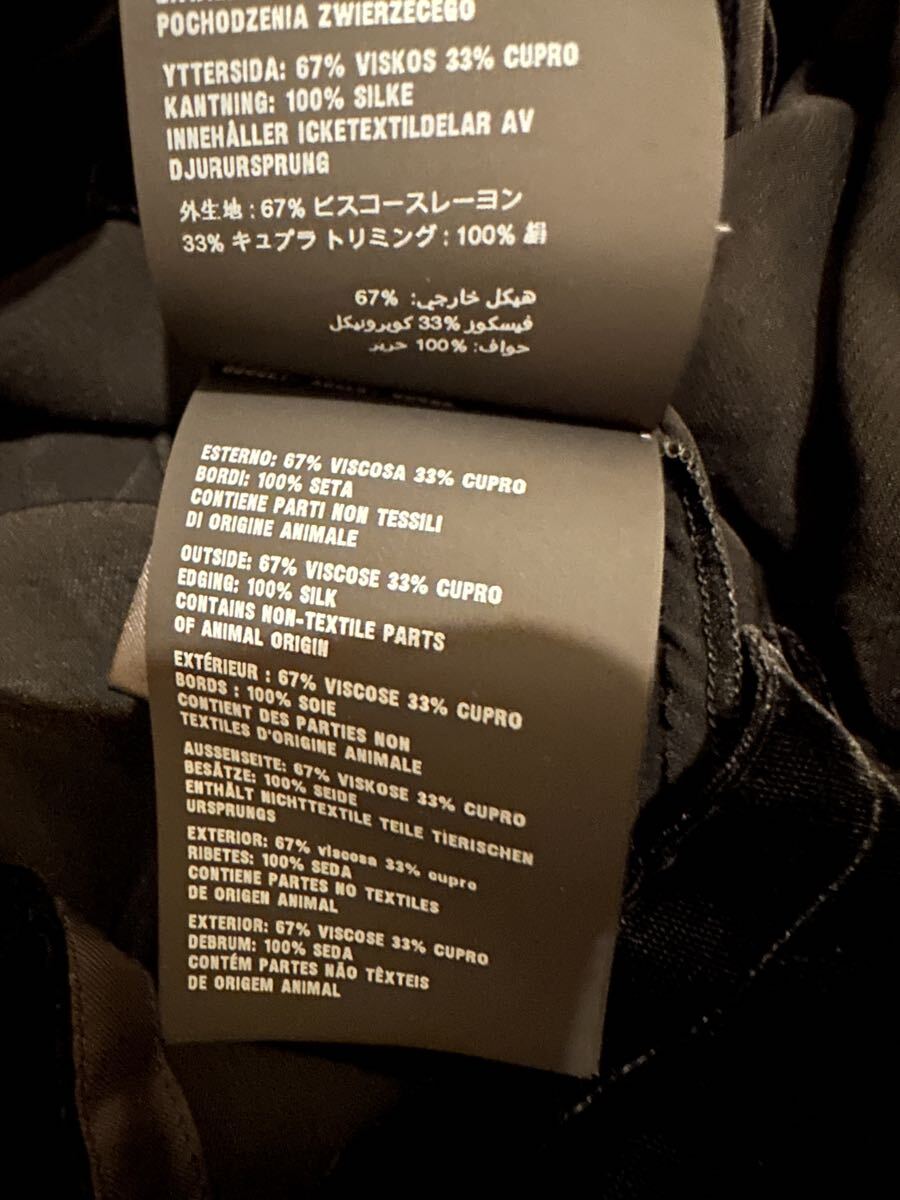 POCHODZENIA ZWIERZĘCEGO
YTTERSIDA: 67% VISKOS 33% CUPRO
KANTNING: 100% SILKE
INNEHÅLLER ICKETEXTILDELAR AV
DJURURSPRUNG
外生地 : 67% ビスコースレーヨン
33% キュプラ トリミング : 100% 絹
هيكل خارجي: 67%
فيسكوز 33% كوبرونيكل
حواف: 100% حرير
ESTERNO: 67% VISCOSA 33% CUPRO
BORDI: 100% SETA
CONTIENE PARTI NON TESSILI
DI ORIGINE ANIMALE
OUTSIDE: 67% VISCOSE 33% CUPRO
EDGING: 100% SILK
CONTAINS NON-TEXTILE PARTS
OF ANIMAL ORIGIN
EXTÉRIEUR : 67% VISCOSE 33% CUPRO
BORDS : 100% SOIE
CONTIENT DES PARTIES NON
TEXTILES D'ORIGINE ANIMALE
AUSSENSEITE: 67% VISKOSE 33% CUPRO
BESÄTZE: 100% SEIDE
ENTHÄLT NICHTTEXTILE TEILE TIERISCHEN
URSPRUNGS
EXTERIOR: 67% viscosa 33% cupro
RIBETES: 100% SEDA
CONTIENE PARTES NO TEXTILES
DE ORIGEN ANIMAL
EXTERIOR: 67% VISCOSE 33% CUPRO
DEBRUM: 100% SEDA
CONTÉM PARTES NÃO TÊXTEIS
DE ORIGEM ANIMAL